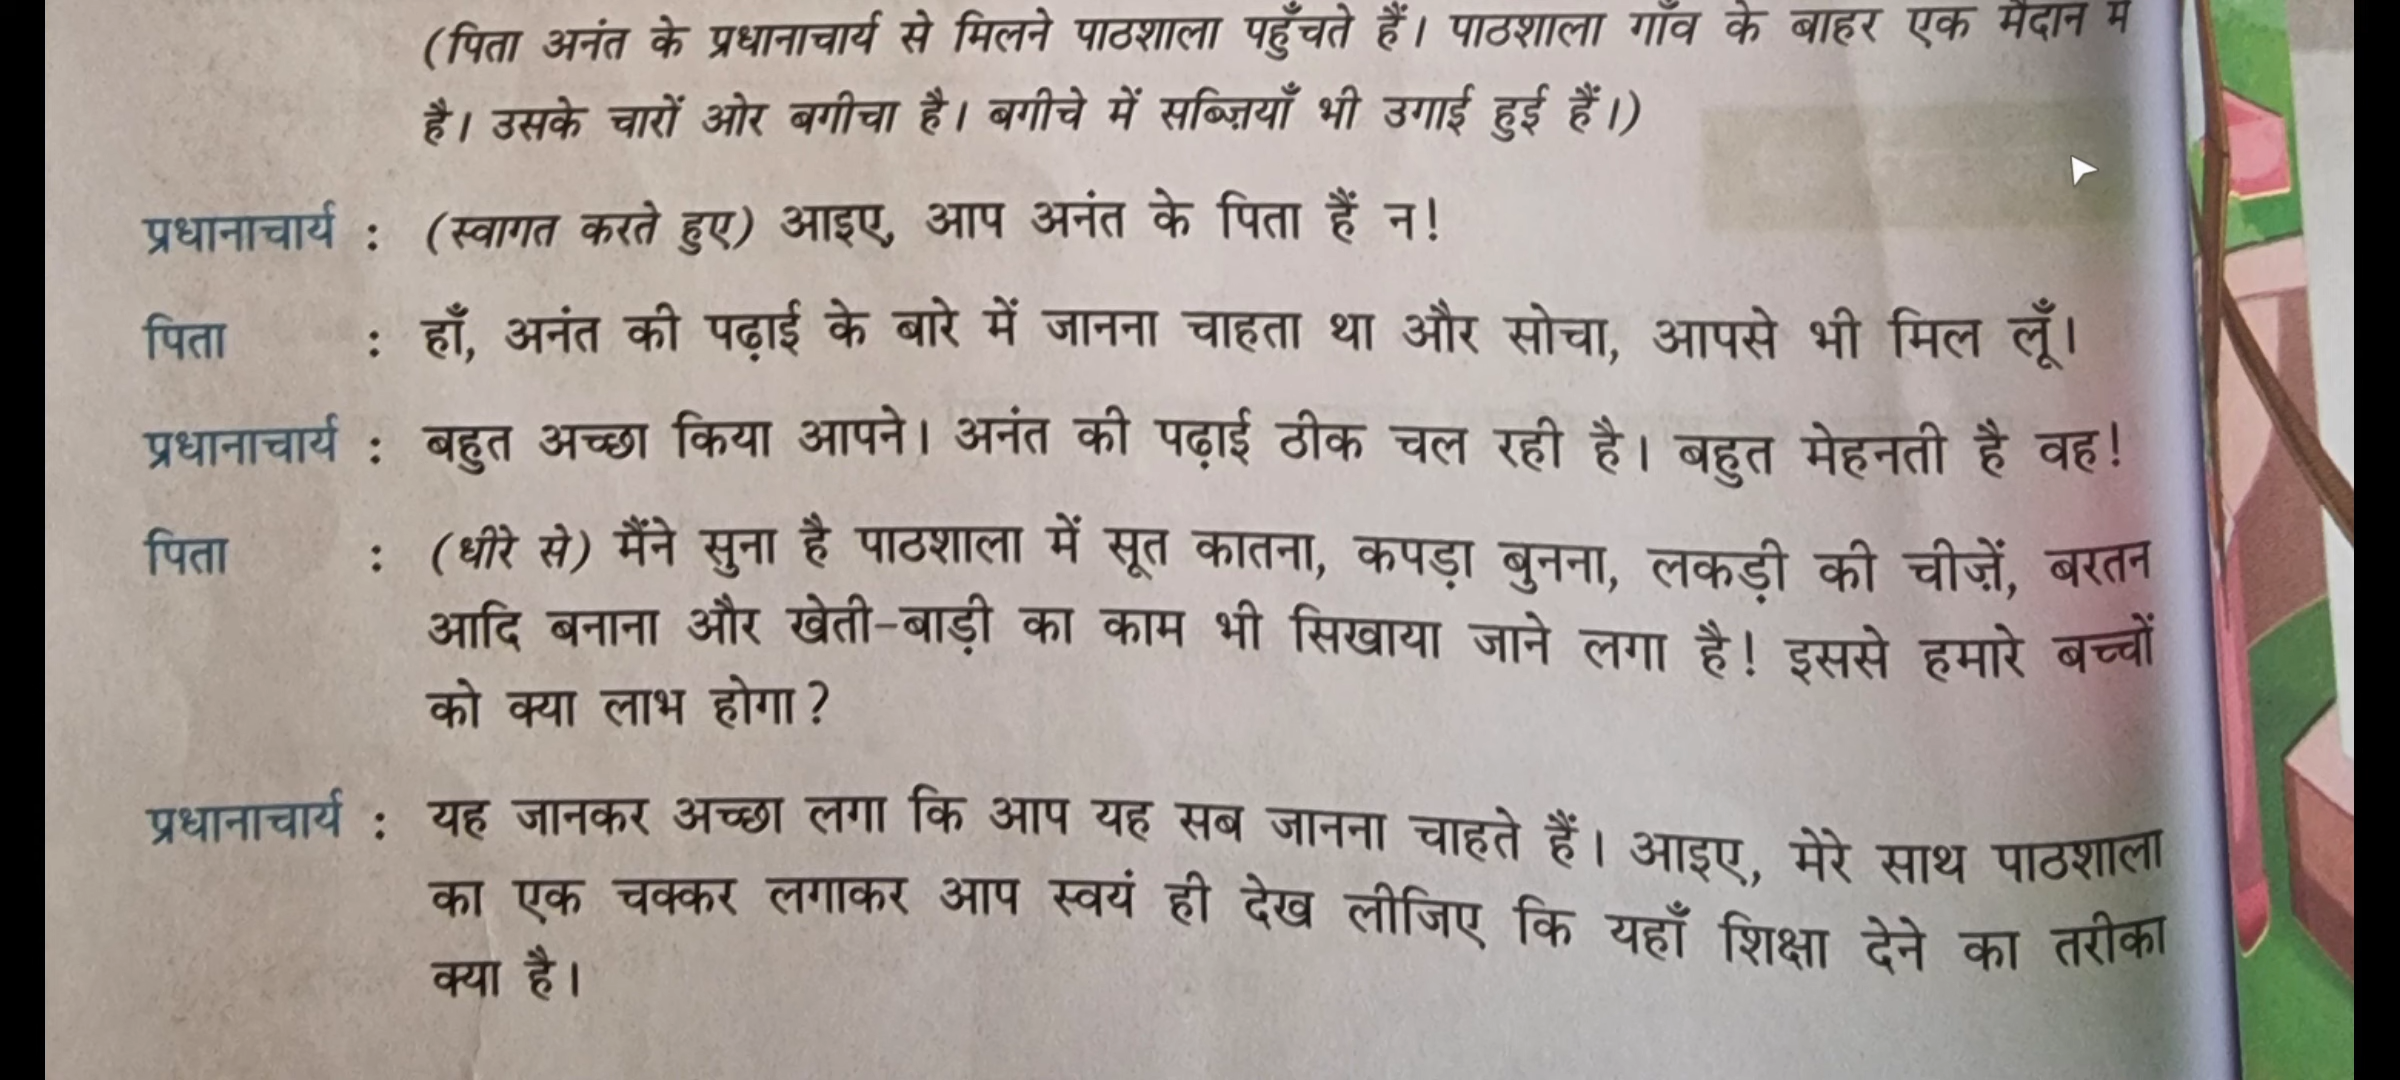 (पिता अनंत के प्रधानाचार्य से मिलने पाठशाला पहुँचते हैं। पाठशाला गाँव के बाहर एक मैदान में
है। उसके चारों ओर बगीचा है। बगीचे में सब्ज़ियाँ भी उगाई हुई हैं।)
प्रधानाचार्य : (स्वागत करते हुए) आइए, आप अनंत के पिता हैं न!
पिता : हाँ, अनंत की पढ़ाई के बारे में जानना चाहता था और सोचा, आपसे भी मिल लूँ।
प्रधानाचार्य : बहुत अच्छा किया आपने। अनंत की पढ़ाई ठीक चल रही है। बहुत मेहनती है वह!
पिता : (धीरे से) मैंने सुना है पाठशाला में सूत कातना, कपड़ा बुनना, लकड़ी की चीज़ें, बरतन
आदि बनाना और खेती-बाड़ी का काम भी सिखाया जाने लगा है! इससे हमारे बच्चों
को क्या लाभ होगा?
प्रधानाचार्य : यह जानकर अच्छा लगा कि आप यह सब जानना चाहते हैं। आइए, मेरे साथ पाठशाला
का एक चक्कर लगाकर आप स्वयं ही देख लीजिए कि यहाँ शिक्षा देने का तरीका
क्या है।